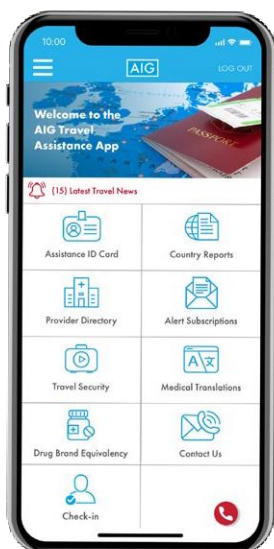 10:00
AIG
LOG OUT
Welcome to the
AIG Travel
Assistance App
PASSPORT
(15) Latest Travel News
Assistance ID Card
Country Reports
Provider Directory
Alert Subscriptions
Travel Security
Medical Translations
Drug Brand Equivalency
Contact Us
Check-in